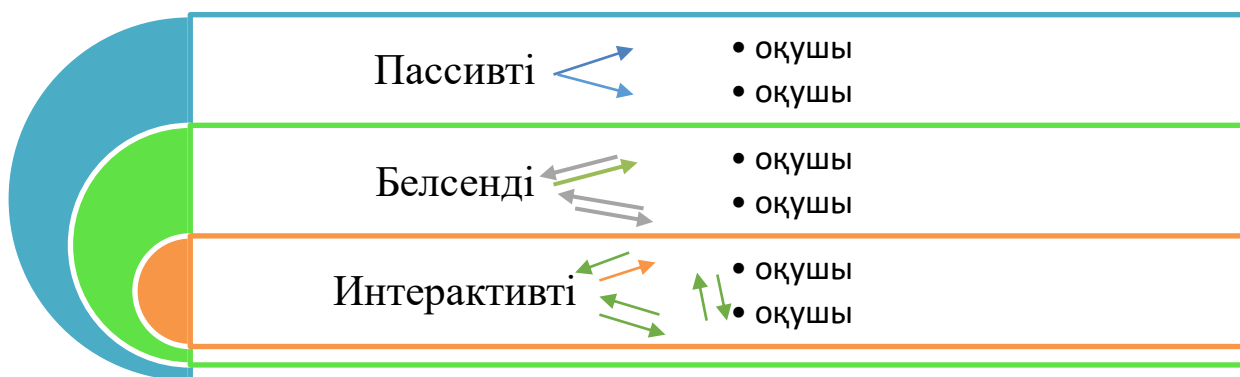 Пассивті
• оқушы
• оқушы
Белсенді
• оқушы
• оқушы
Интерактивті
• оқушы
• оқушы